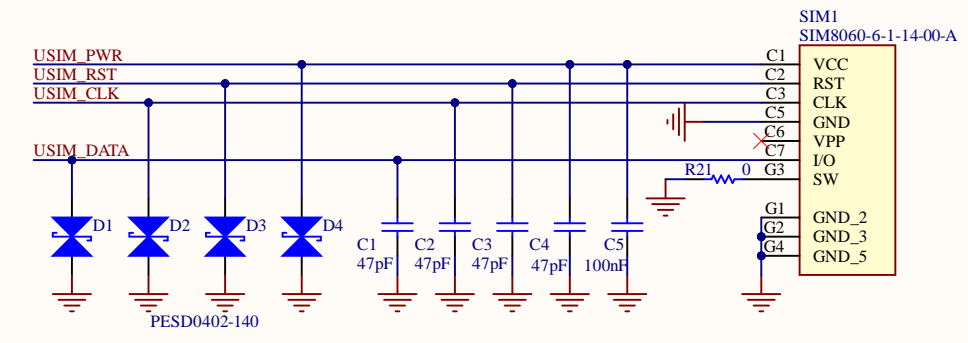 SIM1
SIM8060-6-1-14-00-A
USIM_PWR
USIM_RST
USIM_CLK
USIM_DATA
C1 VCC
C2 RST
C3 CLK
C5 GND
C6 VPP
C7 I/O
R21 0 G3 SW
G1 GND_2
G2 GND_3
G4 GND_5
D1 D2 D3 D4
C1 C2 C3 C4 C5
47pF 47pF 47pF 47pF 100nF
PESD0402-140